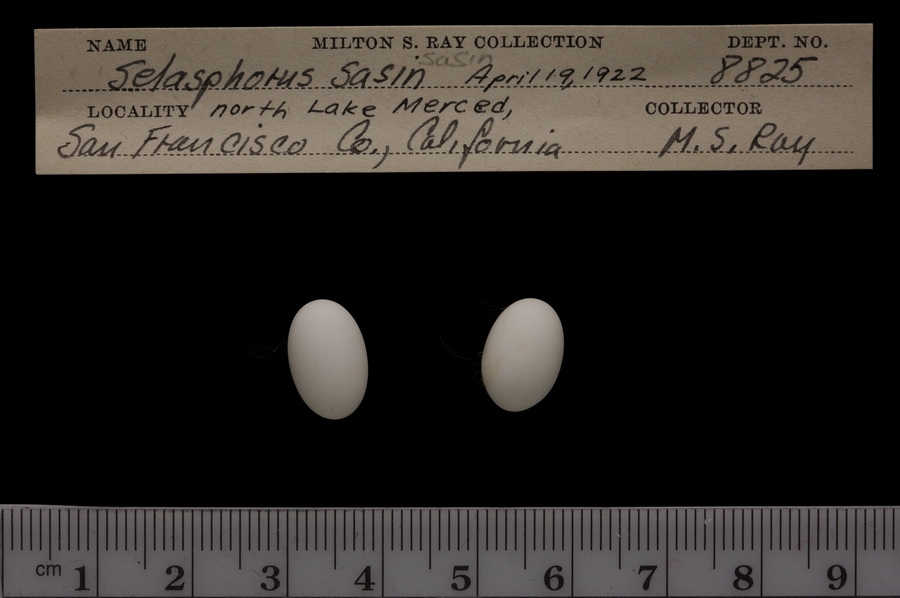 NAME MILTON S. RAY COLLECTION DEPT. NO.
sasin
Selasphorus Sasin April 19, 1922 8825
LOCALITY north Lake Merced, COLLECTOR
San Francisco Co., California M. S. Ray
cm 1 2 3 4 5 6 7 8 9